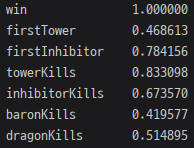 win 1.000000
firstTower 0.468613
firstInhibitor 0.784156
towerKills 0.833098
inhibitorKills 0.673570
baronKills 0.419577
dragonKills 0.514895